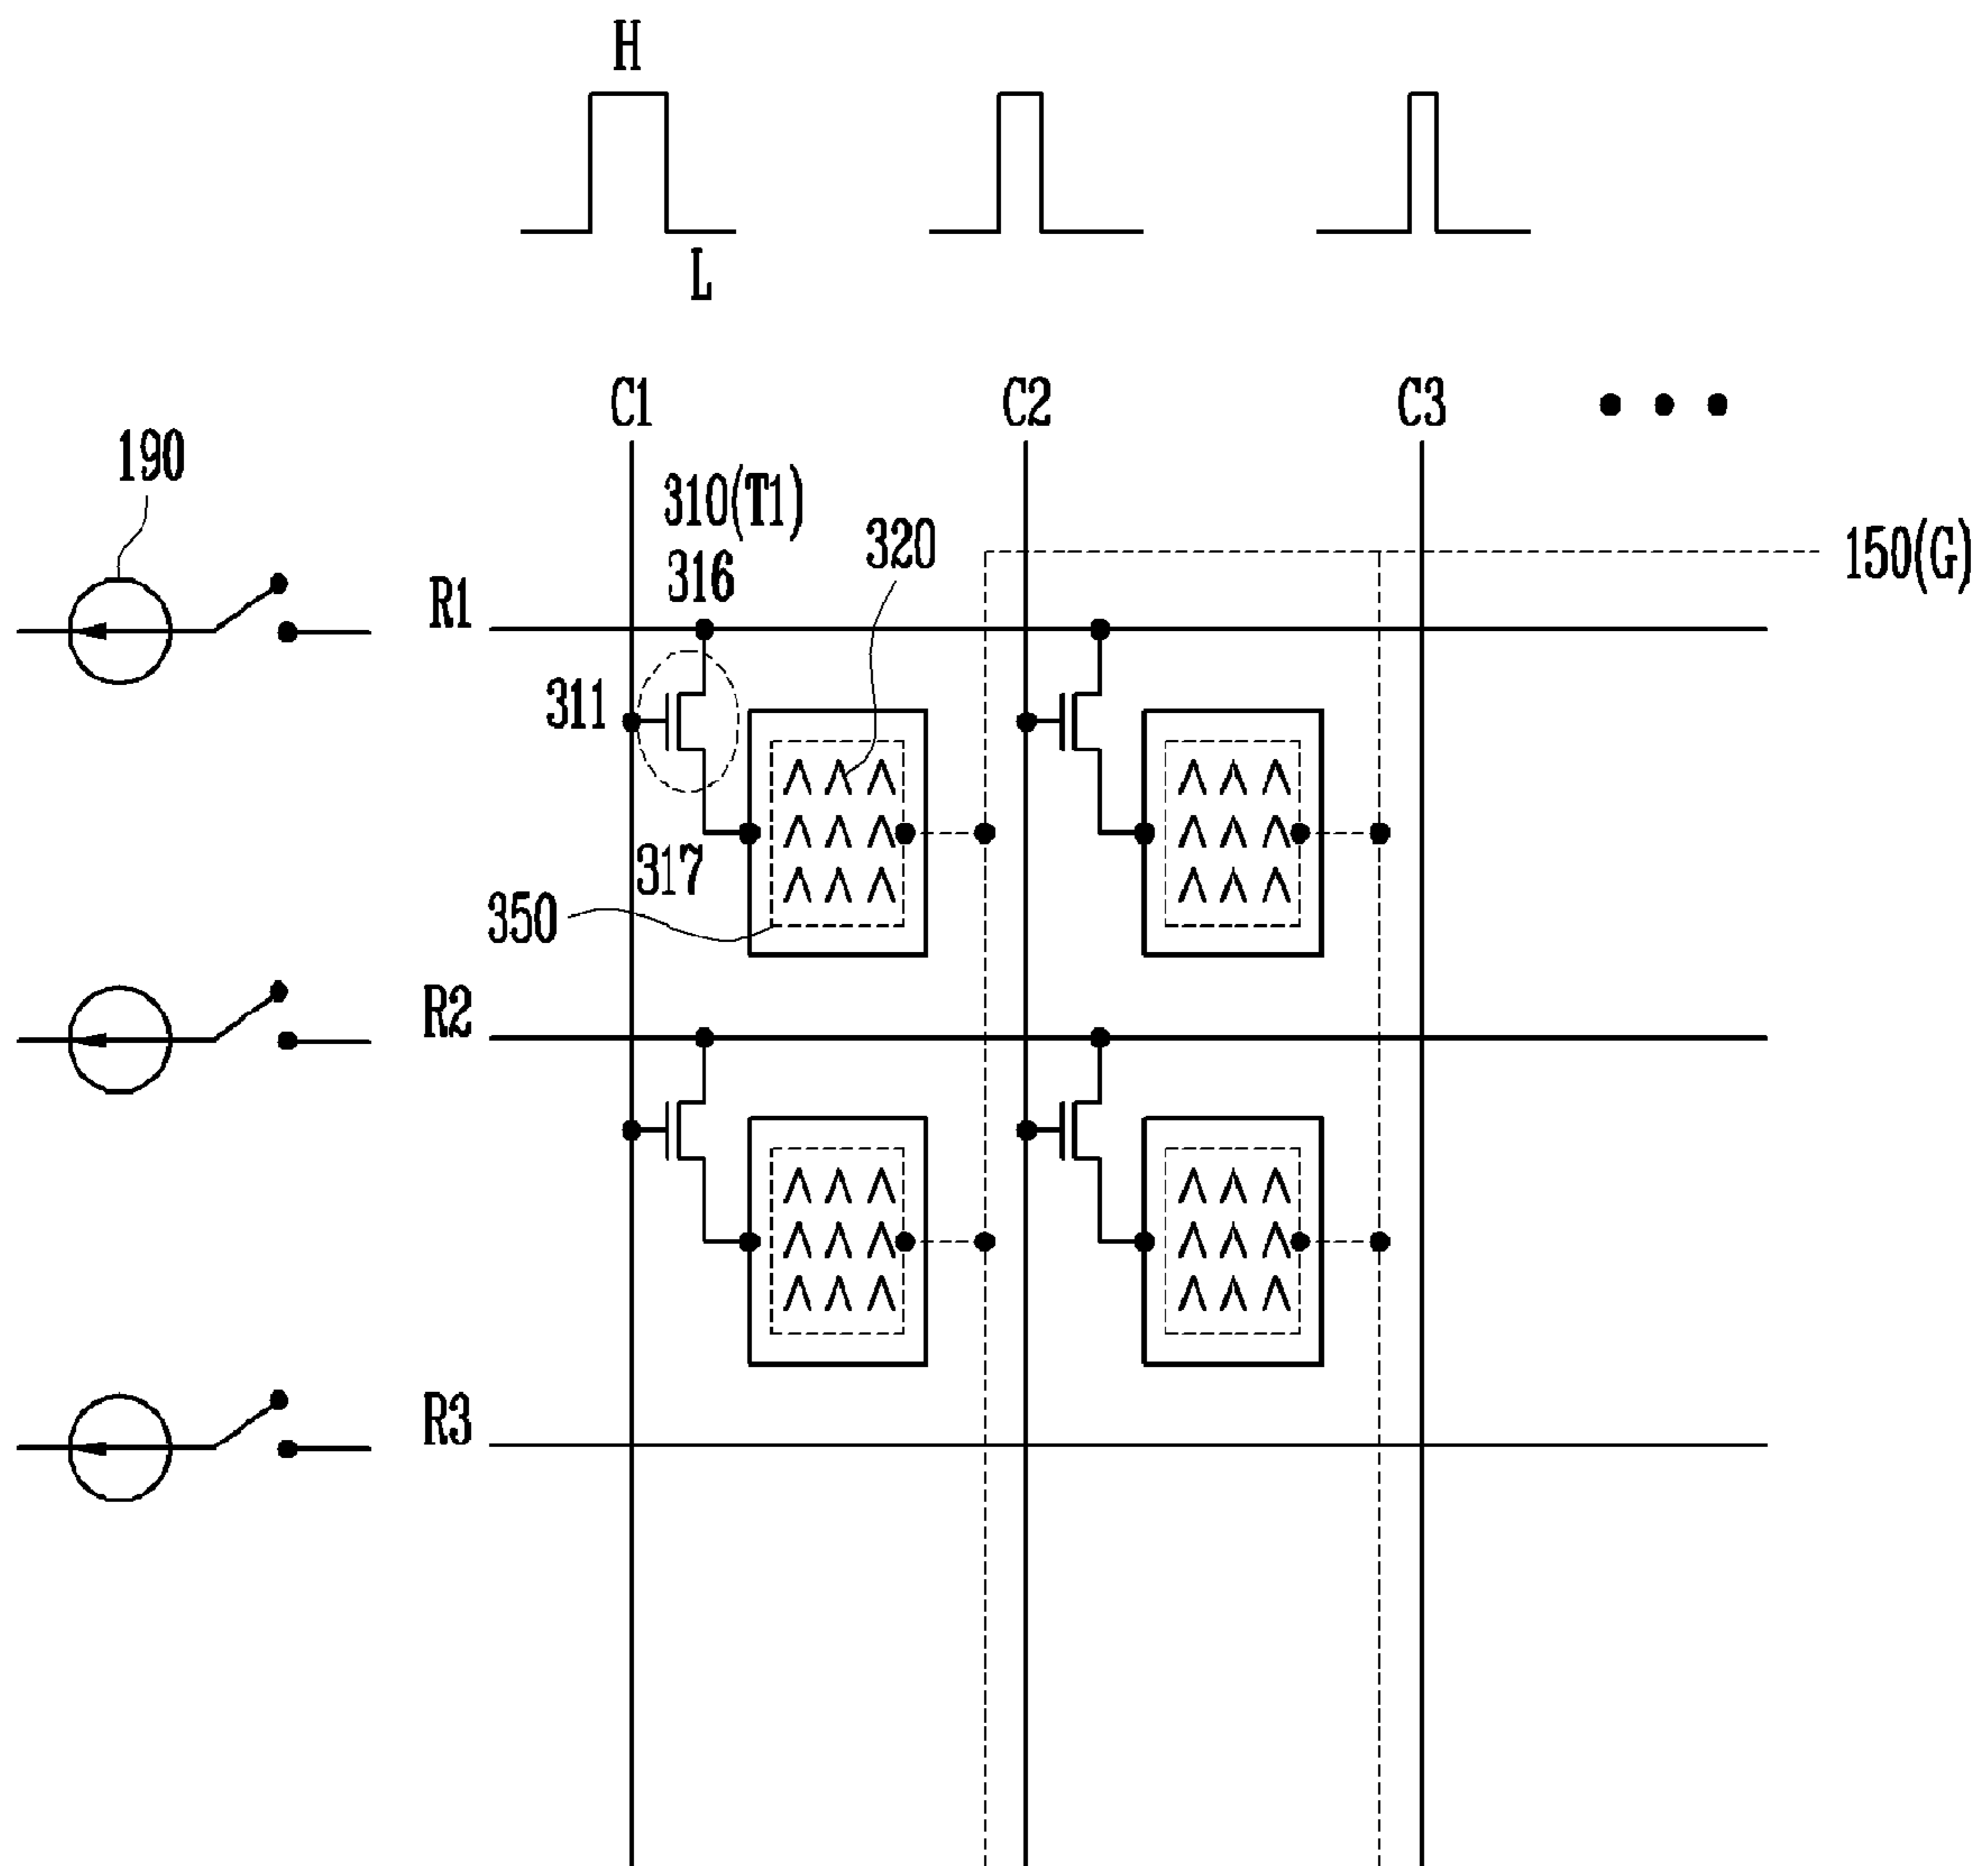 H
L
C1 C2 C3 • • •
190
310(T1)
320
316
150(G)
R1
311
317
350
R2
R3